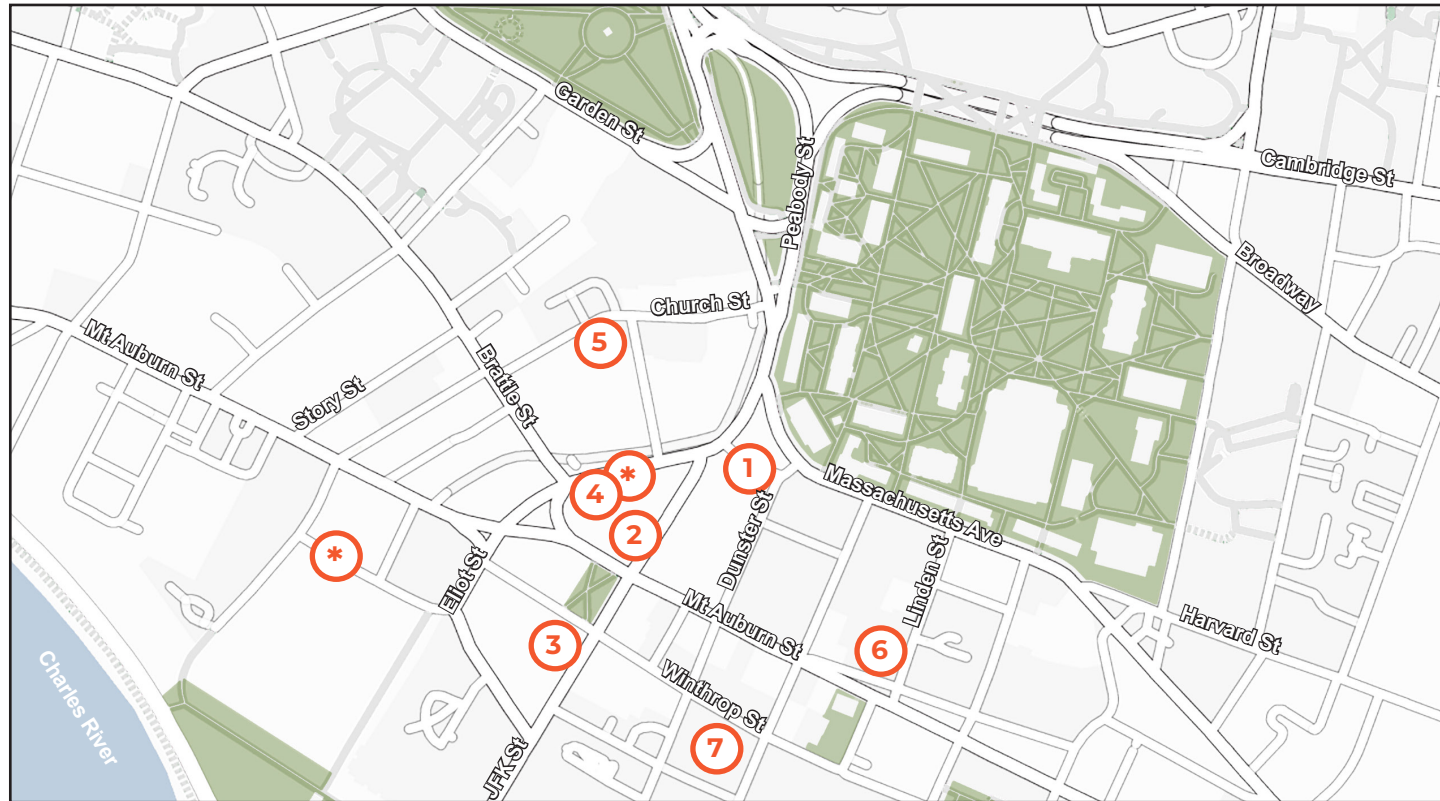 Garden St
Peabody St
Cambridge St
Broadway
Church St
Mt Auburn St
Brattle St
5
Story St
1
*
4
Massachusetts Ave
2
Dunster St
*
Eliot St
Linden St
Mt Auburn St
Harvard St
3
6
Winthrop St
Charles River
7
JFK St